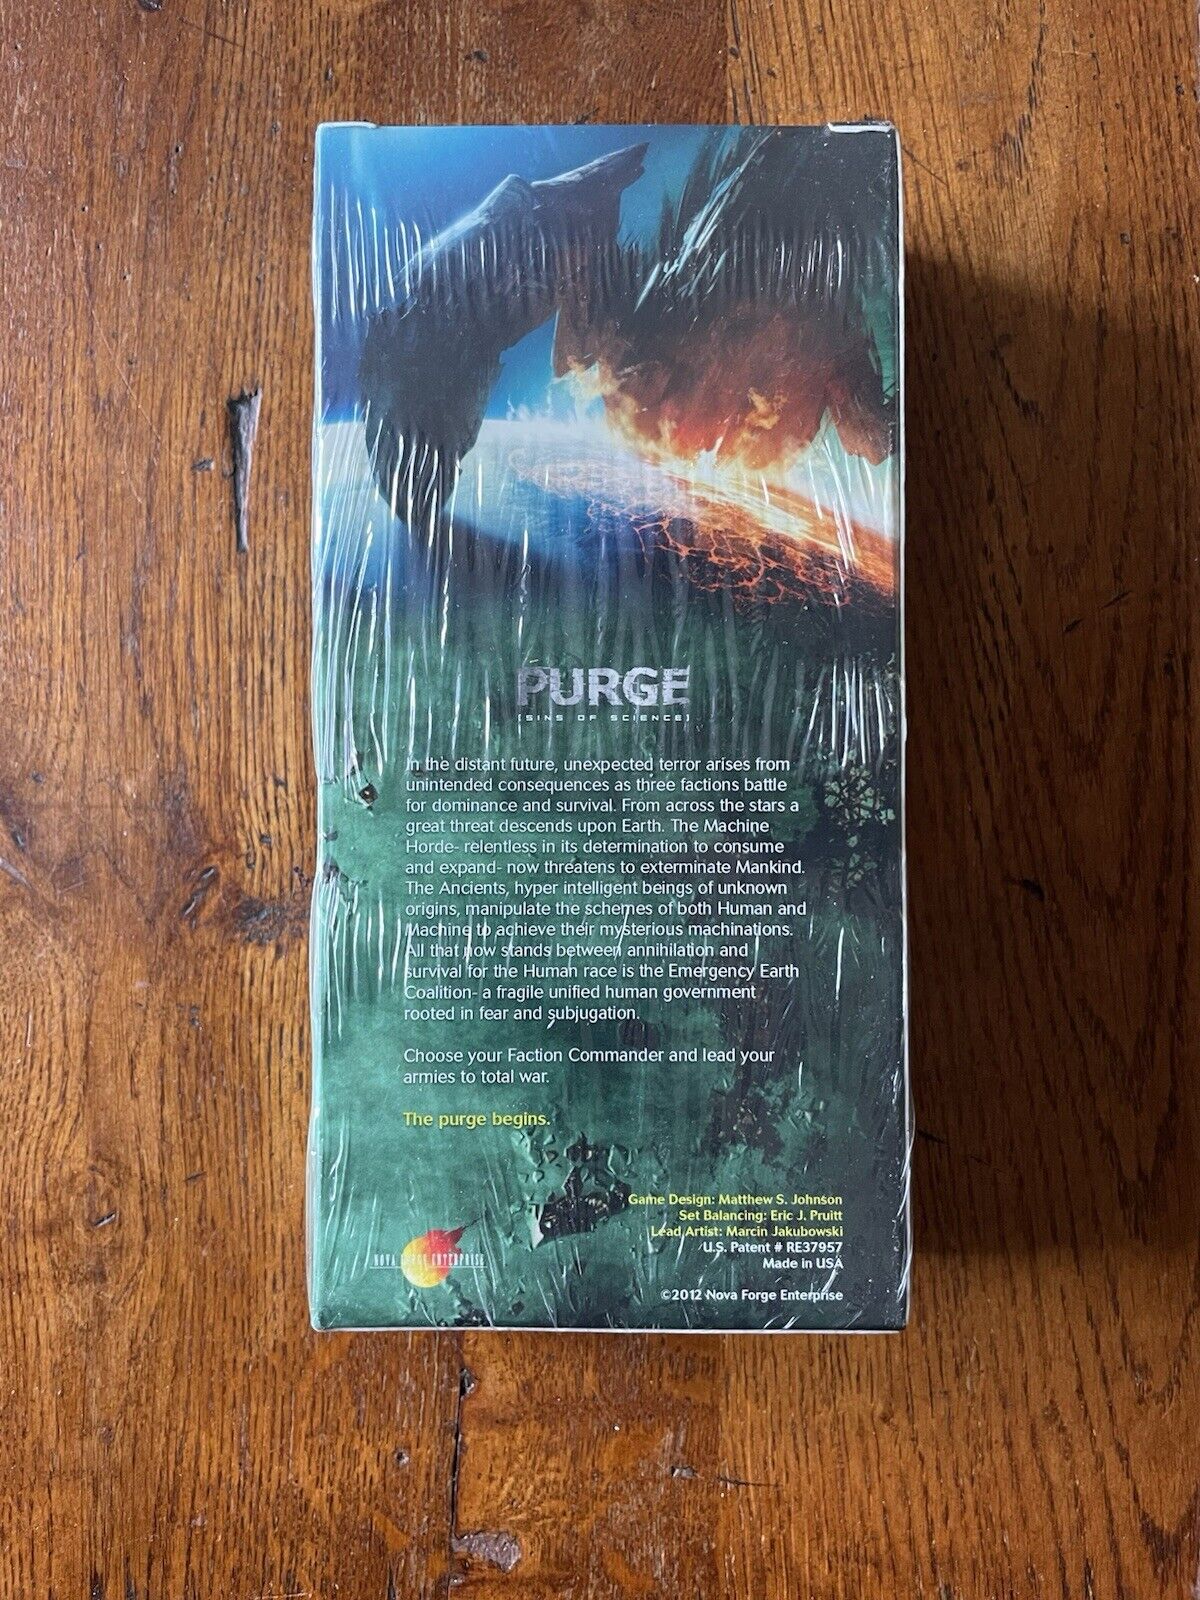 PURGE
[SINS OF SCIENCE]
In the distant future, unexpected terror arises from
unintended consequences as three factions battle
for dominance and survival. From across the stars a
great threat descends upon Earth. The Machine
Horde- relentless in its determination to consume
and expand- now threatens to exterminate Mankind.
The Ancients, hyper intelligent beings of unknown
origins, manipulate the schemes of both Human and
Machine to achieve their mysterious machinations.
All that now stands between annihilation and
survival for the Human race is the Emergency Earth
Coalition- a fragile unified human government
rooted in fear and subjugation.
Choose your Faction Commander and lead your
armies to total war.
The purge begins.
Game Design: Matthew S. Johnson
Set Balancing: Eric J. Pruitt
Lead Artist: Marcin Jakubowski
U.S. Patent # RE37957
Made in USA
NOVA FORGE ENTERPRISE
©2012 Nova Forge Enterprise